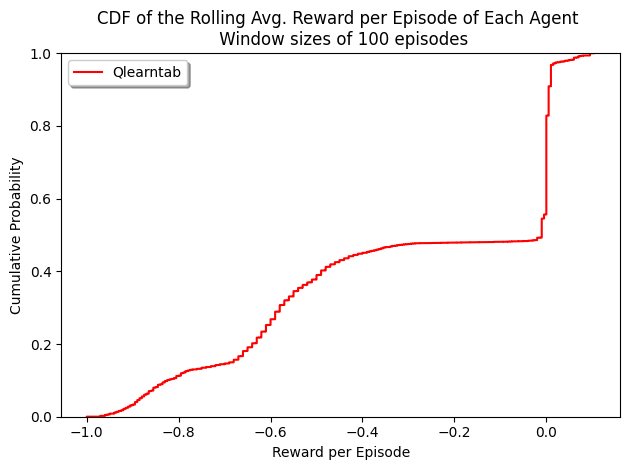 CDF of the Rolling Avg. Reward per Episode of Each Agent
Window sizes of 100 episodes
Qlearntab
Cumulative Probability
1.0
0.8
0.6
0.4
0.2
0.0
−1.0
−0.8
−0.6
−0.4
−0.2
0.0
Reward per Episode